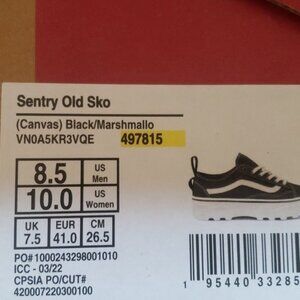 Sentry Old Sko
(Canvas) Black/Marshmallo
VN0A5KR3VQE 497815
8.5 US Men
10.0 US Women
UK EUR CM
7.5 41.0 26.5
PO# 1000243298001010
ICC - 03/22
CPSIA PO/CUT#
420007220300100
1 95440 33285